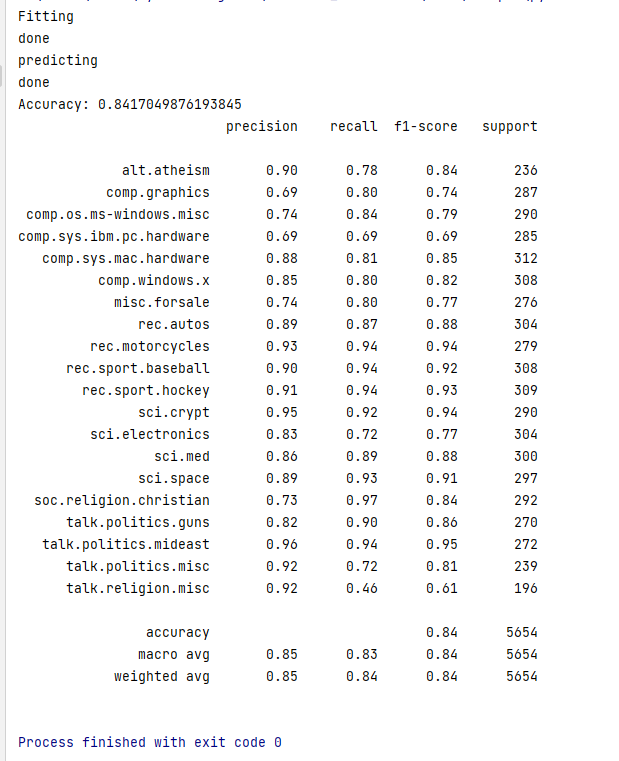 Fitting
done
predicting
done
Accuracy: 0.8417049876193845
precision recall f1-score support
alt.atheism 0.90 0.78 0.84 236
comp.graphics 0.69 0.80 0.74 287
comp.os.ms-windows.misc 0.74 0.84 0.79 290
comp.sys.ibm.pc.hardware 0.69 0.69 0.69 285
comp.sys.mac.hardware 0.88 0.81 0.85 312
comp.windows.x 0.85 0.80 0.82 308
misc.forsale 0.74 0.80 0.77 276
rec.autos 0.89 0.87 0.88 304
rec.motorcycles 0.93 0.94 0.94 279
rec.sport.baseball 0.90 0.94 0.92 308
rec.sport.hockey 0.91 0.94 0.93 309
sci.crypt 0.95 0.92 0.94 290
sci.electronics 0.83 0.72 0.77 304
sci.med 0.86 0.89 0.88 300
sci.space 0.89 0.93 0.91 297
soc.religion.christian 0.73 0.97 0.84 292
talk.politics.guns 0.82 0.90 0.86 270
talk.politics.mideast 0.96 0.94 0.95 272
talk.politics.misc 0.92 0.72 0.81 239
talk.religion.misc 0.92 0.46 0.61 196
accuracy 0.84 5654
macro avg 0.85 0.83 0.84 5654
weighted avg 0.85 0.84 0.84 5654
Process finished with exit code 0